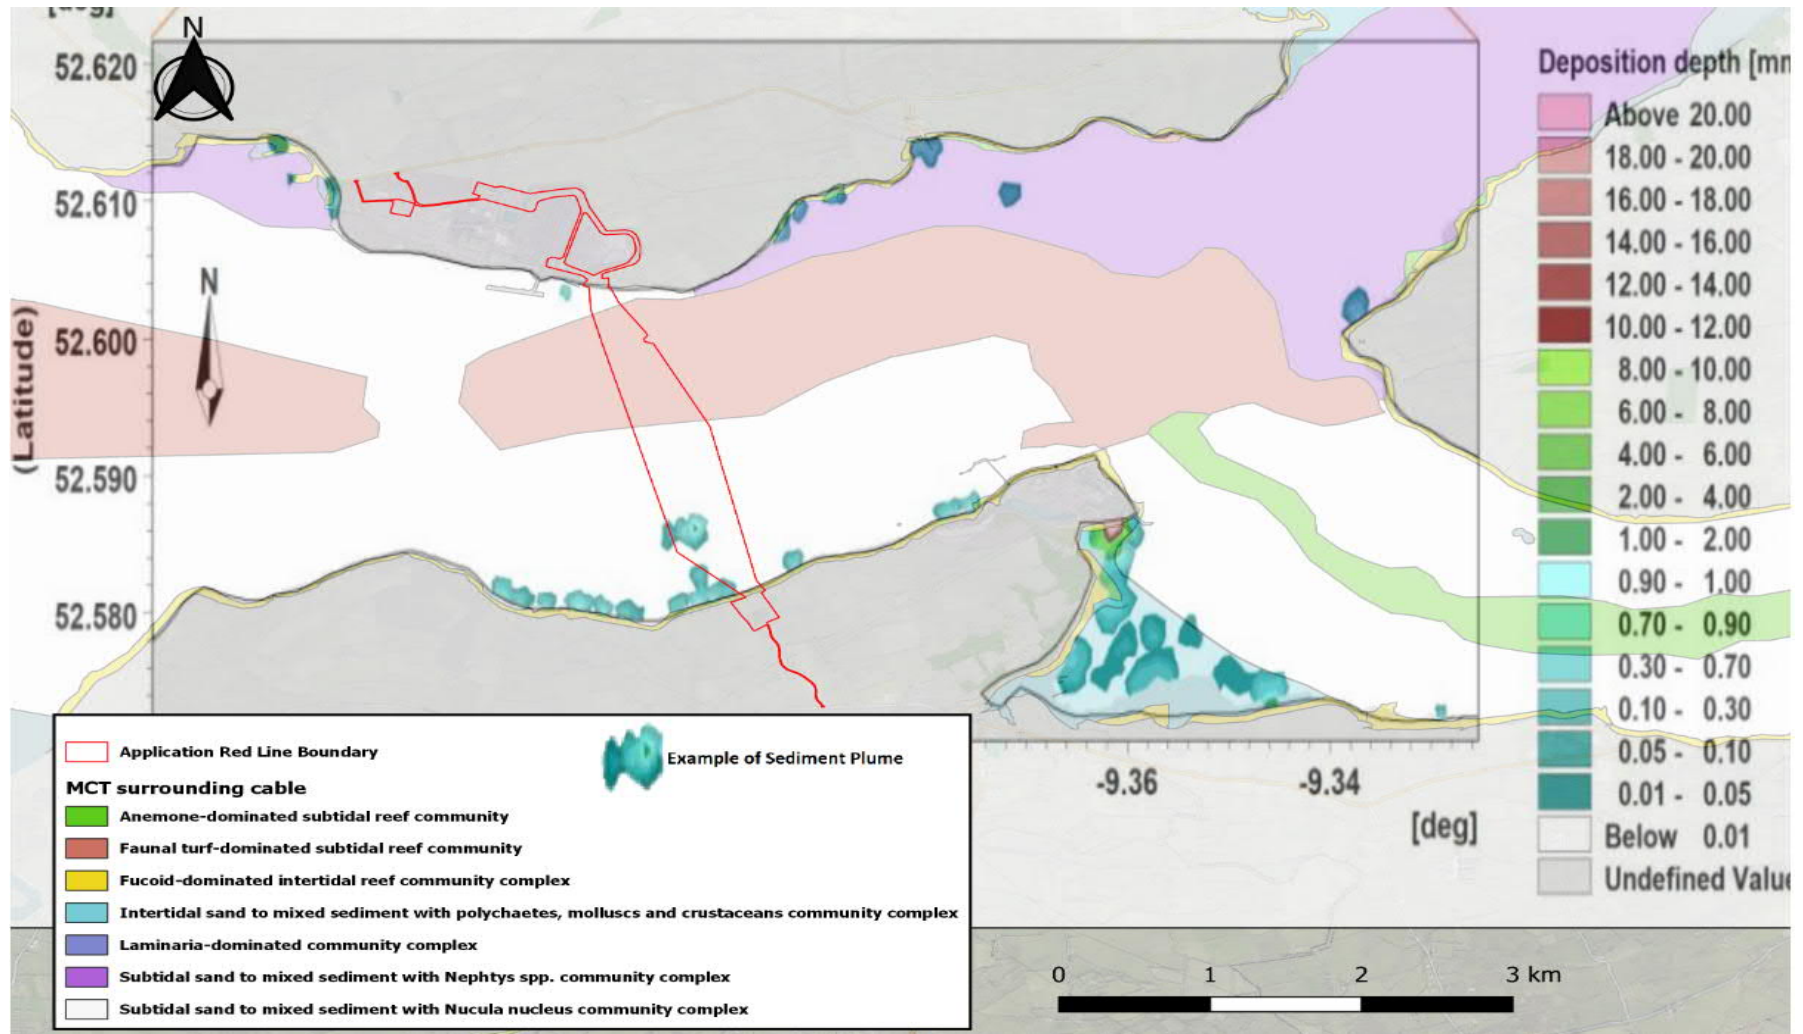 [deg]
N
52.620
52.610
52.600
52.590
52.580
(Latitude)
N
-9.36
-9.34
[deg]
Deposition depth [mm
Above 20.00
18.00 - 20.00
16.00 - 18.00
14.00 - 16.00
12.00 - 14.00
10.00 - 12.00
8.00 - 10.00
6.00 - 8.00
4.00 - 6.00
2.00 - 4.00
1.00 - 2.00
0.90 - 1.00
0.70 - 0.90
0.30 - 0.70
0.10 - 0.30
0.05 - 0.10
0.01 - 0.05
Below 0.01
Undefined Value
Application Red Line Boundary
Example of Sediment Plume
MCT surrounding cable
Anemone-dominated subtidal reef community
Faunal turf-dominated subtidal reef community
Fucoid-dominated intertidal reef community complex
Intertidal sand to mixed sediment with polychaetes, molluscs and crustaceans community complex
Laminaria-dominated community complex
Subtidal sand to mixed sediment with Nephtys spp. community complex
Subtidal sand to mixed sediment with Nucula nucleus community complex
0 1 2 3 km